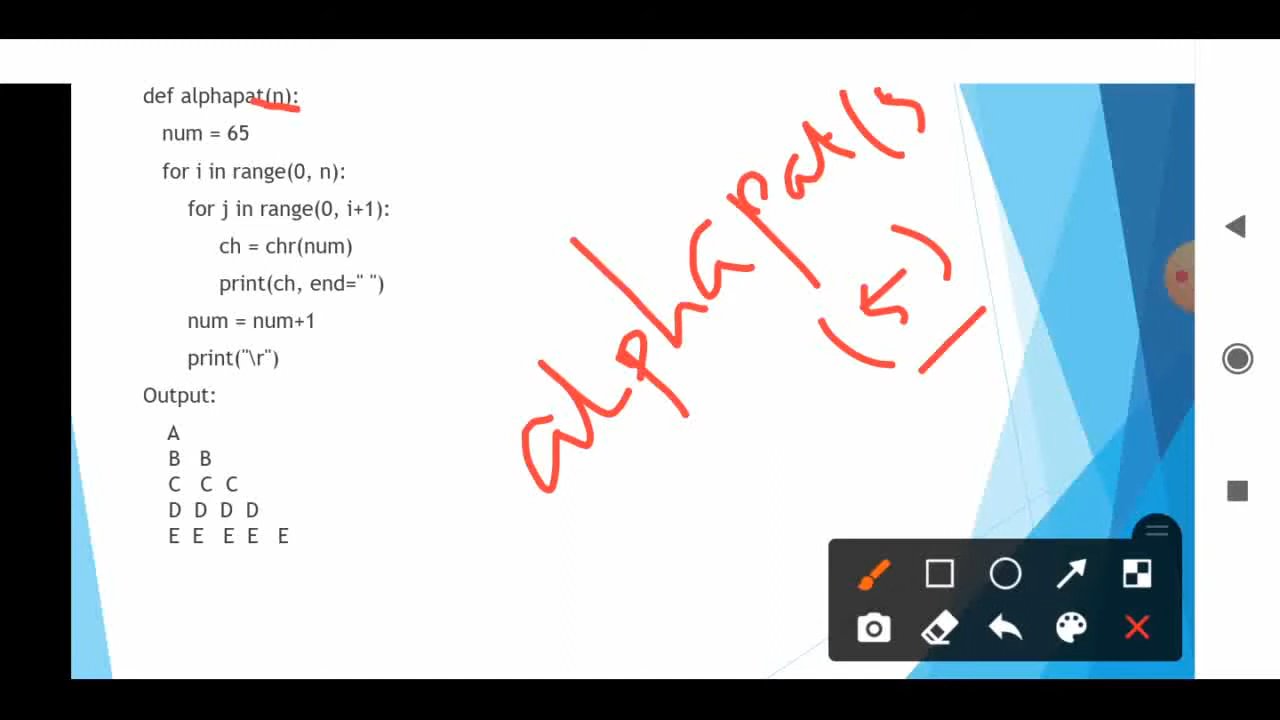 def alphapat(n):
num = 65
for i in range(0, n):
for j in range(0, i+1):
ch = chr(num)
print(ch, end=" ")
num = num+1
print("\r")
Output:
A
B B
C C C
D D D D
E E E E E
alphapat(5
(5)